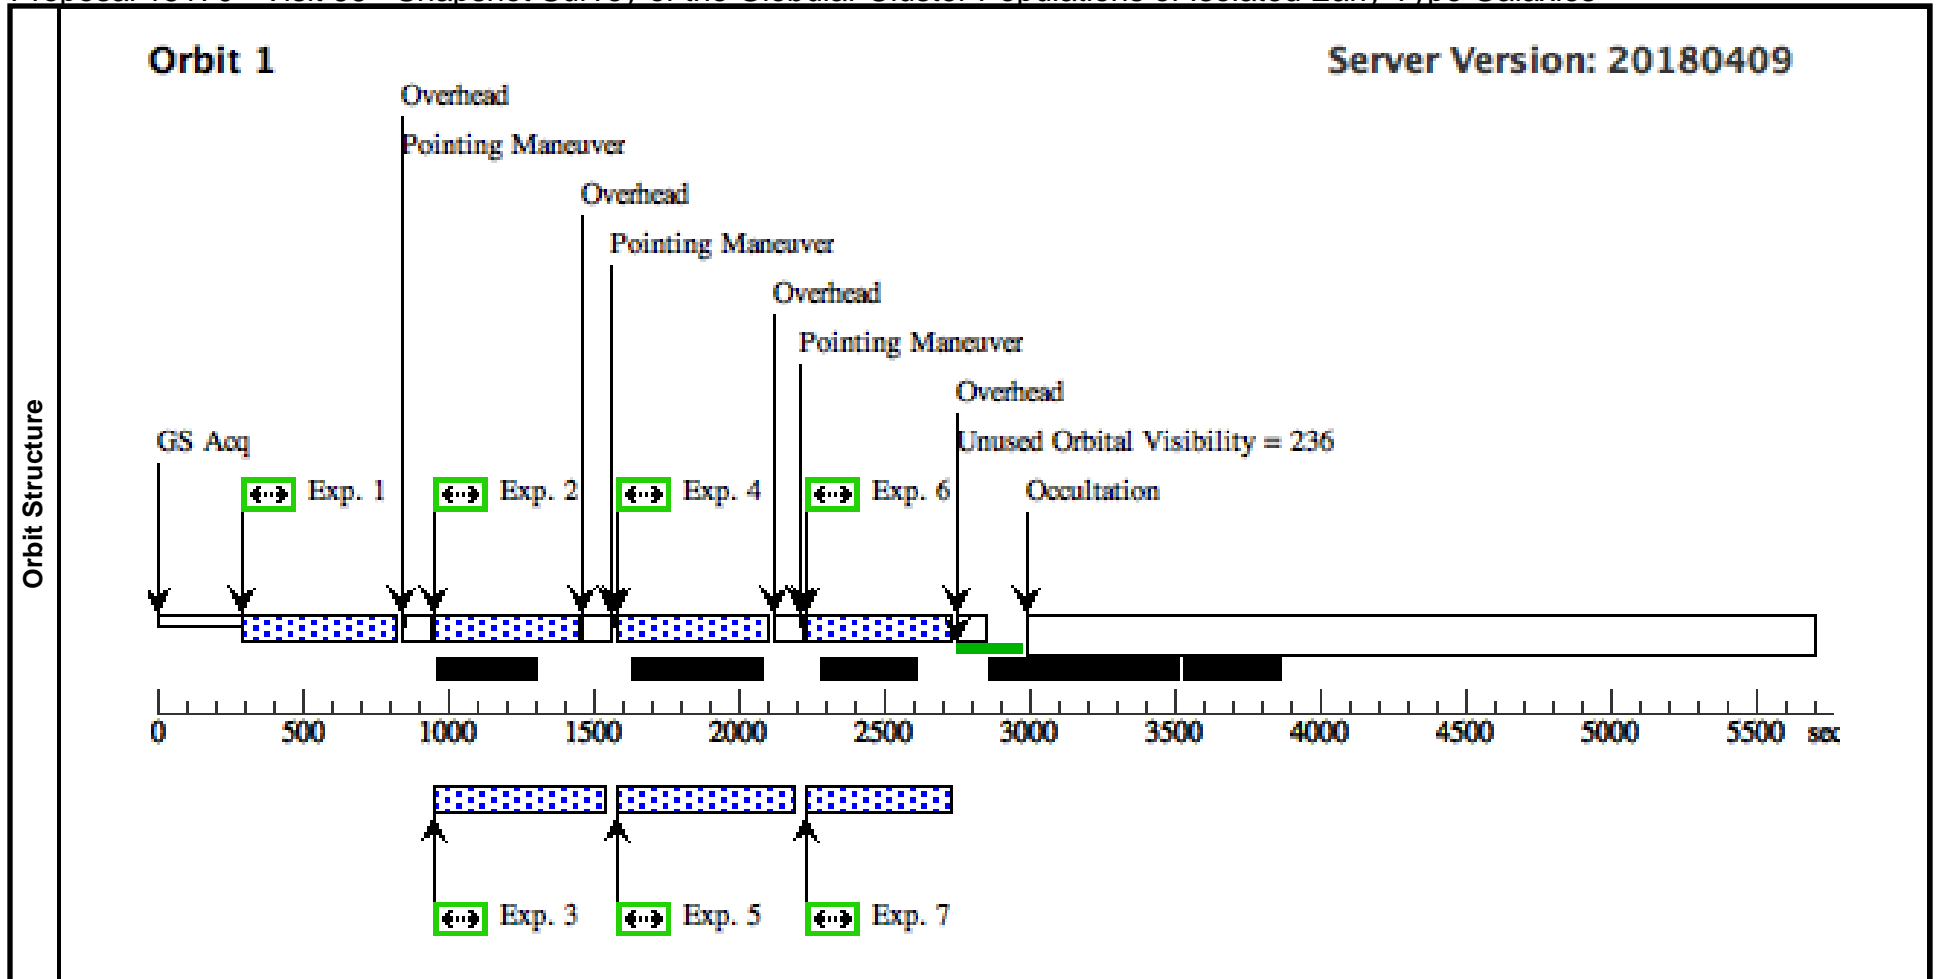 Orbit 1
Server Version: 20180409
Overhead
Pointing Maneuver
Overhead
Pointing Maneuver
Overhead
Pointing Maneuver
Overhead
GS Acq
Unused Orbital Visibility = 236
Exp. 1
Exp. 2
Exp. 4
Exp. 6
Occultation
Orbit Structure
0 500 1000 1500 2000 2500 3000 3500 4000 4500 5000 5500 sec
Exp. 3
Exp. 5
Exp. 7